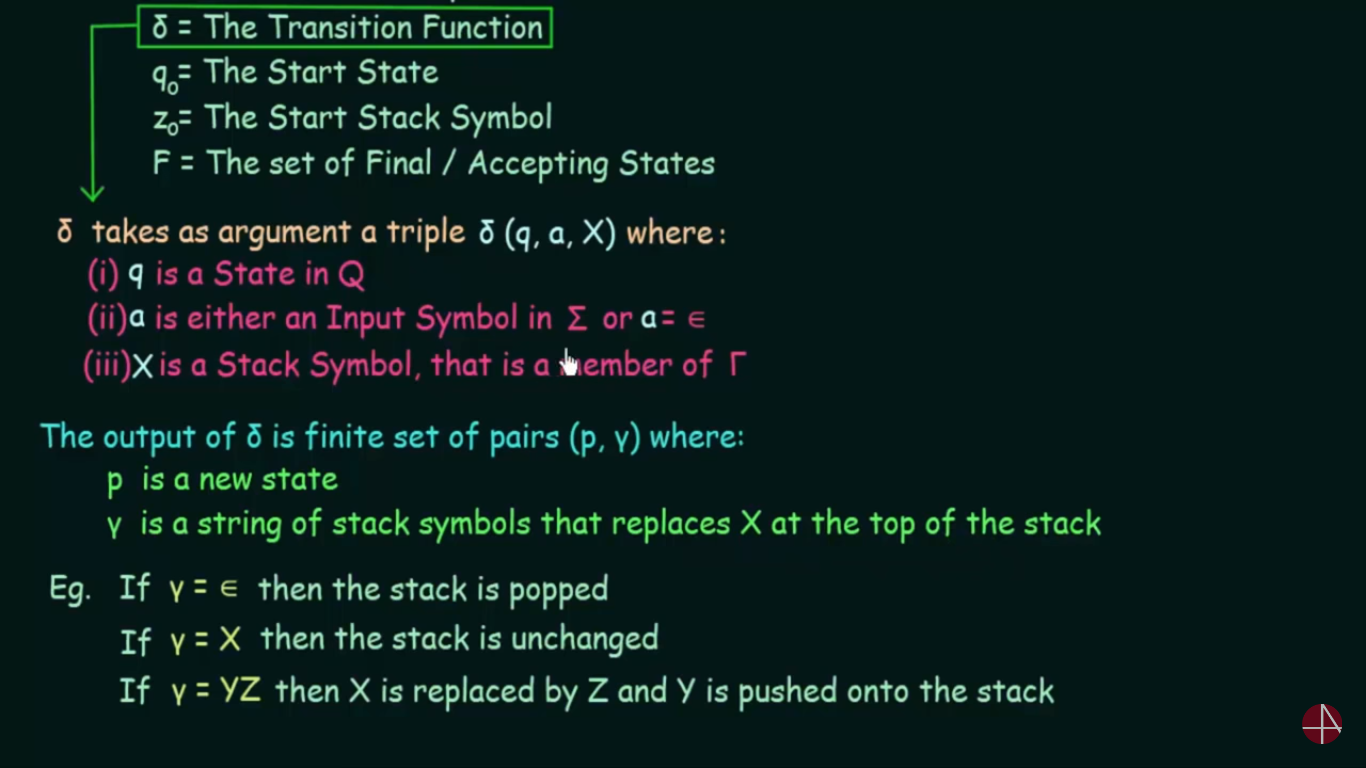 δ = The Transition Function
q₀= The Start State
z₀= The Start Stack Symbol
F = The set of Final / Accepting States
δ takes as argument a triple δ (q, a, X) where:
(i) q is a State in Q
(ii) a is either an Input Symbol in Σ or a = ∈
(iii) X is a Stack Symbol, that is a member of Γ
The output of δ is finite set of pairs (p, γ) where:
p is a new state
γ is a string of stack symbols that replaces X at the top of the stack
Eg. If γ = ∈ then the stack is popped
If γ = X then the stack is unchanged
If γ = YZ then X is replaced by Z and Y is pushed onto the stack